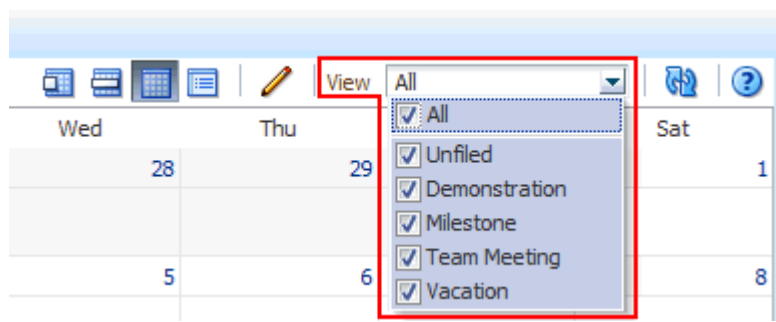 View All
Wed Thu All Sat
28 29 Unfiled 1
Demonstration
Milestone
Team Meeting
5 6 8
Vacation